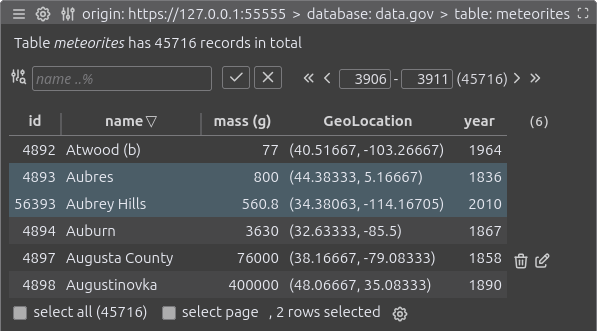 origin: https://127.0.0.1:55555 > database: data.gov > table: meteorites
Table meteorites has 45716 records in total
name ..% « < 3906 - 3911 (45716) > »
id name ▽ mass (g) GeoLocation year (6)
4892 Atwood (b) 77 (40.51667, -103.26667) 1964
4893 Aubres 800 (44.38333, 5.16667) 1836
56393 Aubrey Hills 560.8 (34.38063, -114.16705) 2010
4894 Auburn 3630 (32.63333, -85.5) 1867
4897 Augusta County 76000 (38.16667, -79.08333) 1858
4898 Augustinovka 400000 (48.06667, 35.08333) 1890
select all (45716) select page , 2 rows selected